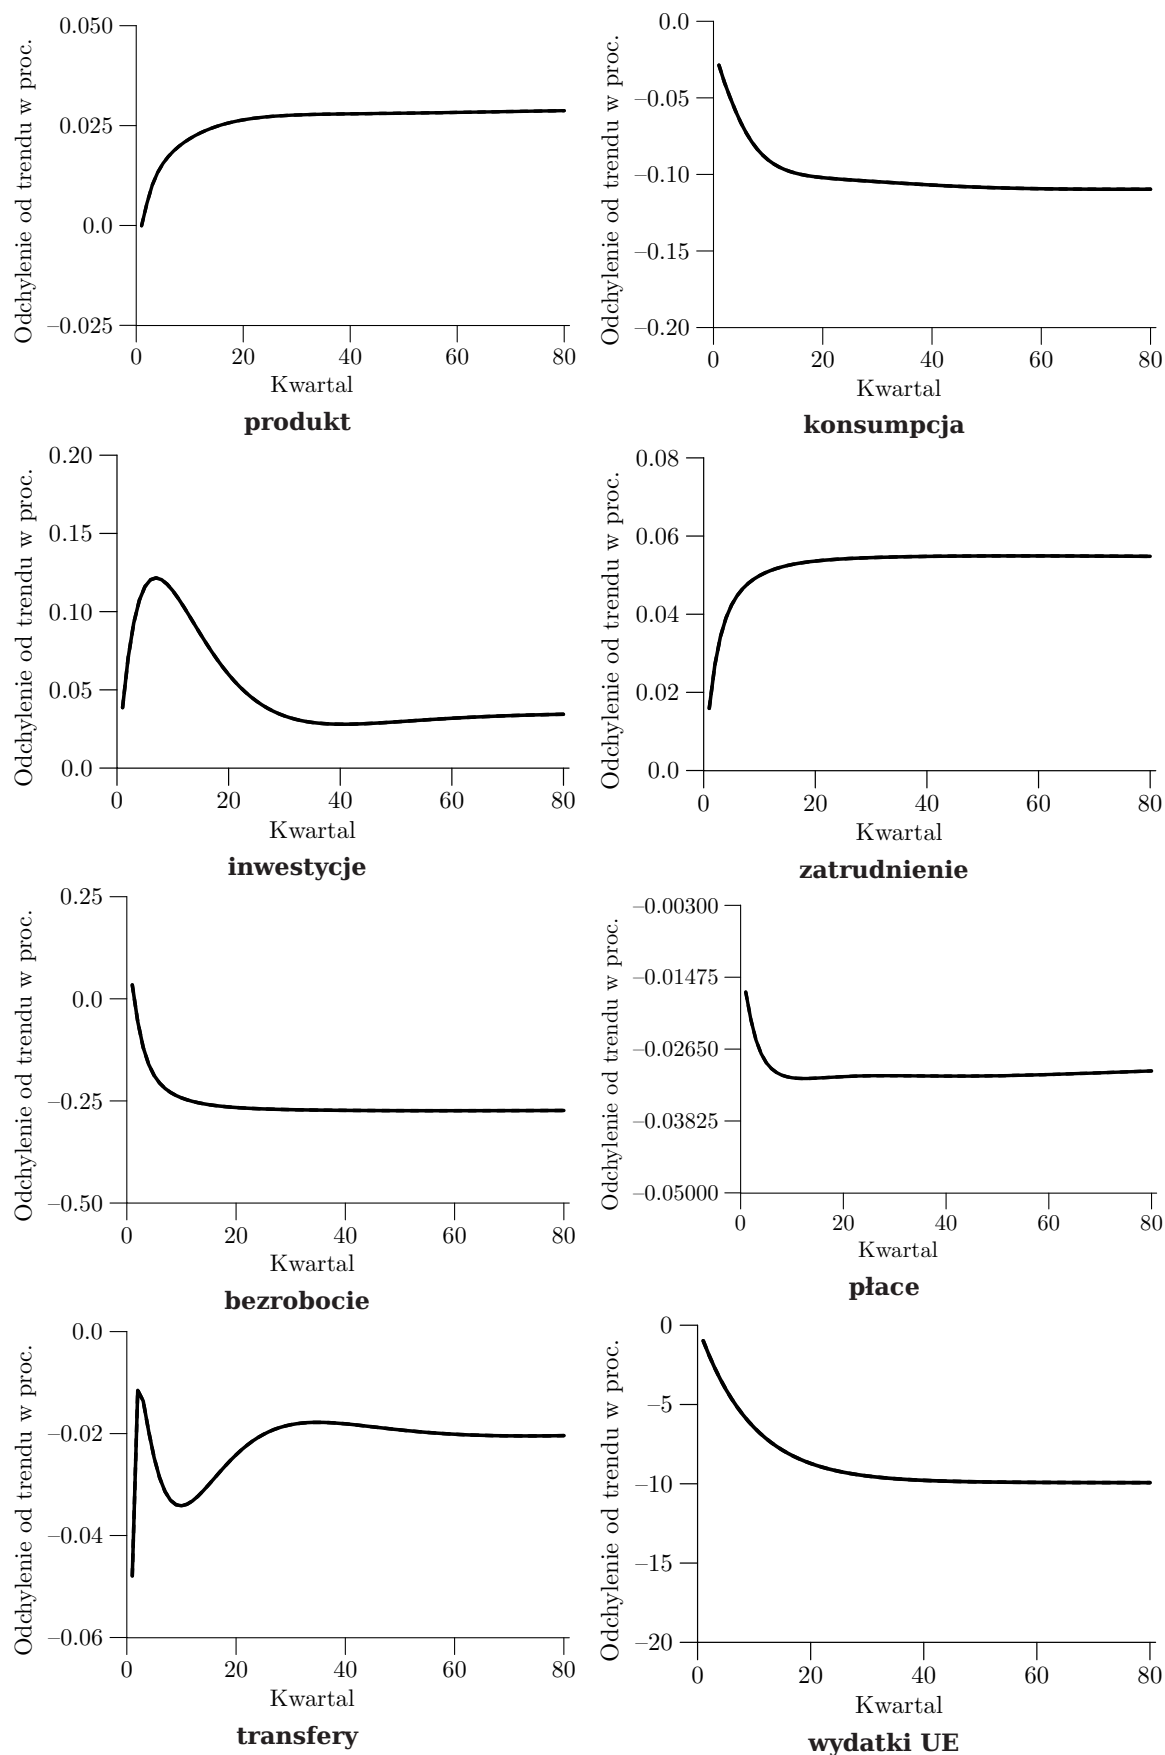 Odchylenie od trendu w proc.
0.050
0.025
0.0
–0.025
0 20 40 60 80
Kwartal
produkt
Odchylenie od trendu w proc.
0.0
–0.05
–0.10
–0.15
–0.20
0 20 40 60 80
Kwartal
konsumpcja
Odchylenie od trendu w proc.
0.20
0.15
0.10
0.05
0.0
0 20 40 60 80
Kwartal
inwestycje
Odchylenie od trendu w proc.
0.08
0.06
0.04
0.02
0.0
0 20 40 60 80
Kwartal
zatrudnienie
Odchylenie od trendu w proc.
0.25
0.0
–0.25
–0.50
0 20 40 60 80
Kwartal
bezrobocie
Odchylenie od trendu w proc.
–0.00300
–0.01475
–0.02650
–0.03825
–0.05000
0 20 40 60 80
Kwartal
płace
Odchylenie od trendu w proc.
0.0
–0.02
–0.04
–0.06
0 20 40 60 80
Kwartal
transfery
Odchylenie od trendu w proc.
0
–5
–10
–15
–20
0 20 40 60 80
Kwartal
wydatki UE